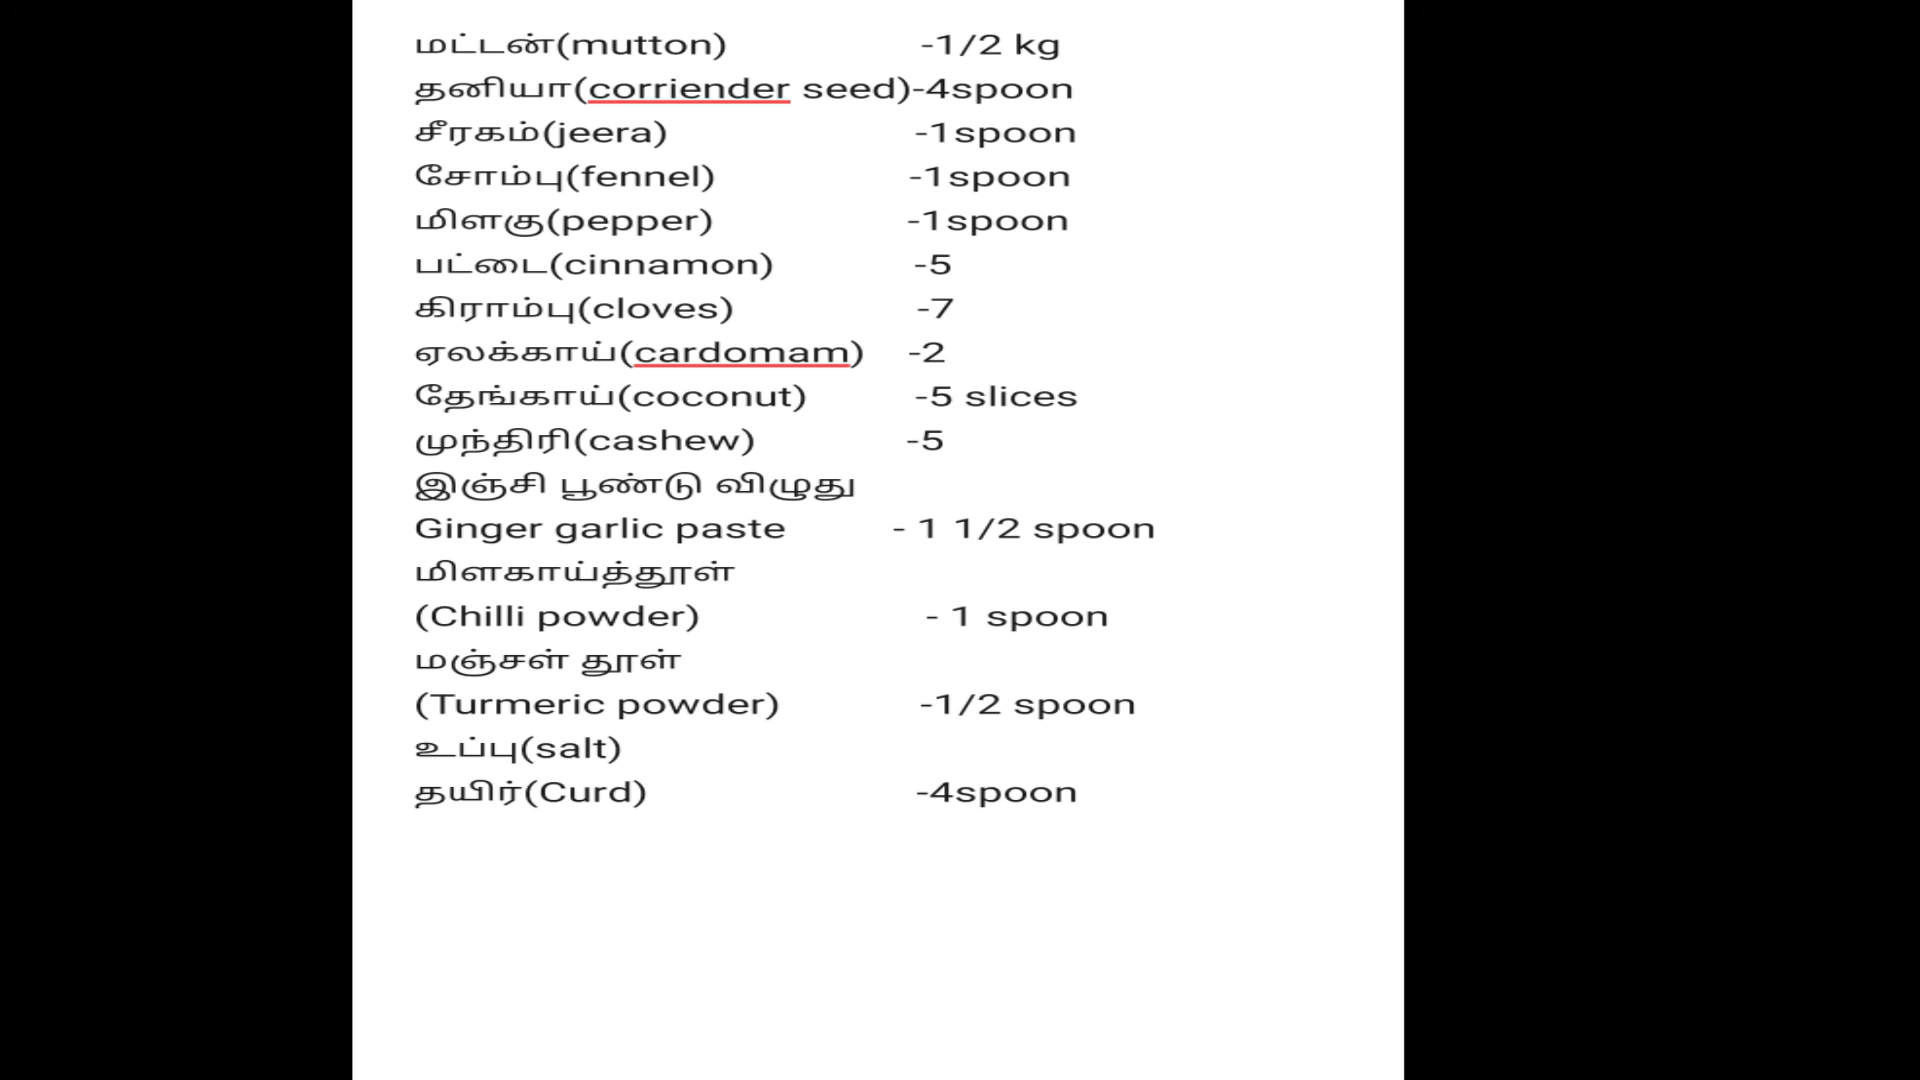 மட்டன்(mutton) -1/2 kg
தனியா(corriender seed)-4spoon
சீரகம்(jeera) -1spoon
சோம்பு(fennel) -1spoon
மிளகு(pepper) -1spoon
பட்டை(cinnamon) -5
கிராம்பு(cloves) -7
ஏலக்காய்(cardomam) -2
தேங்காய்(coconut) -5 slices
முந்திரி(cashew) -5
இஞ்சி பூண்டு விழுது
Ginger garlic paste - 1 1/2 spoon
மிளகாய்த்தூள்
(Chilli powder) - 1 spoon
மஞ்சள் தூள்
(Turmeric powder) -1/2 spoon
உப்பு(salt)
தயிர்(Curd) -4spoon